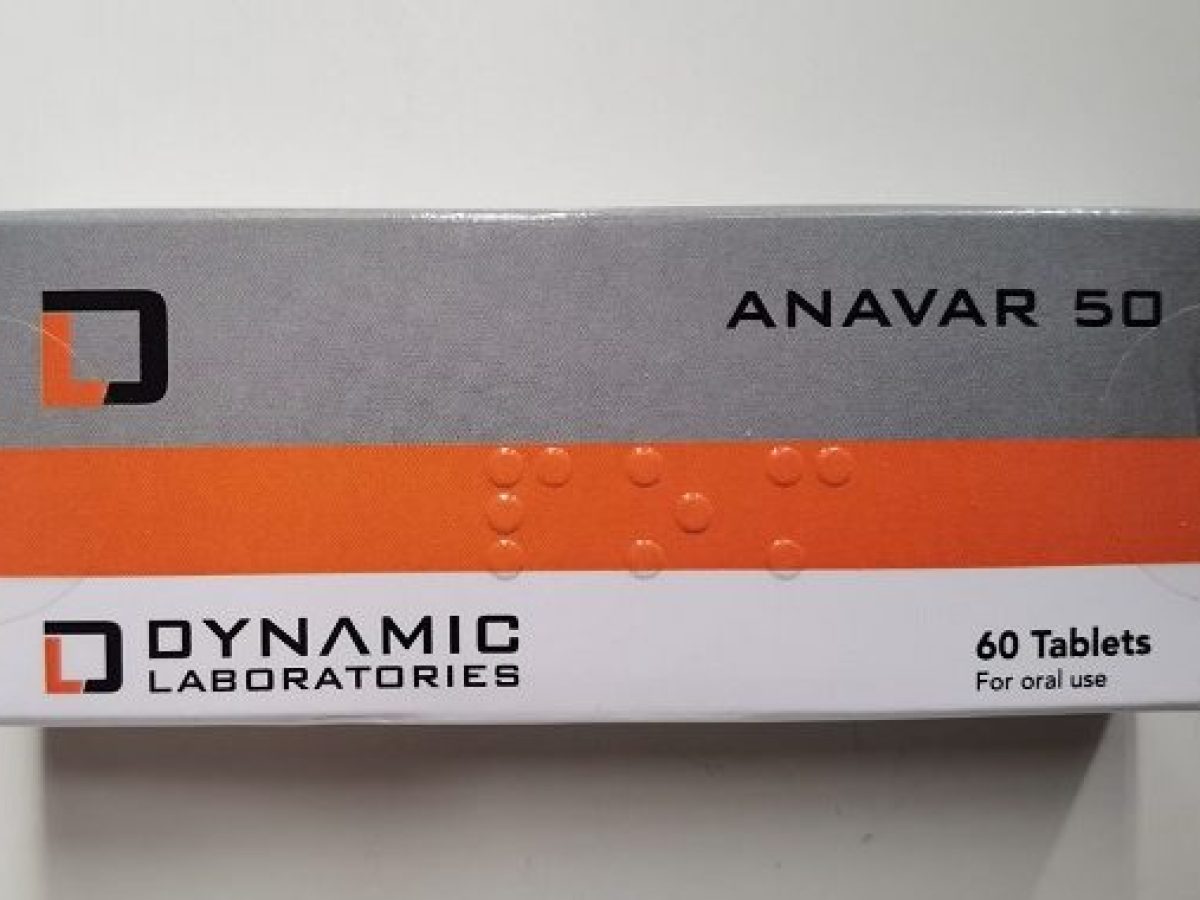 ANAVAR 50
DYNAMIC
LABORATORIES
60 Tablets
For oral use